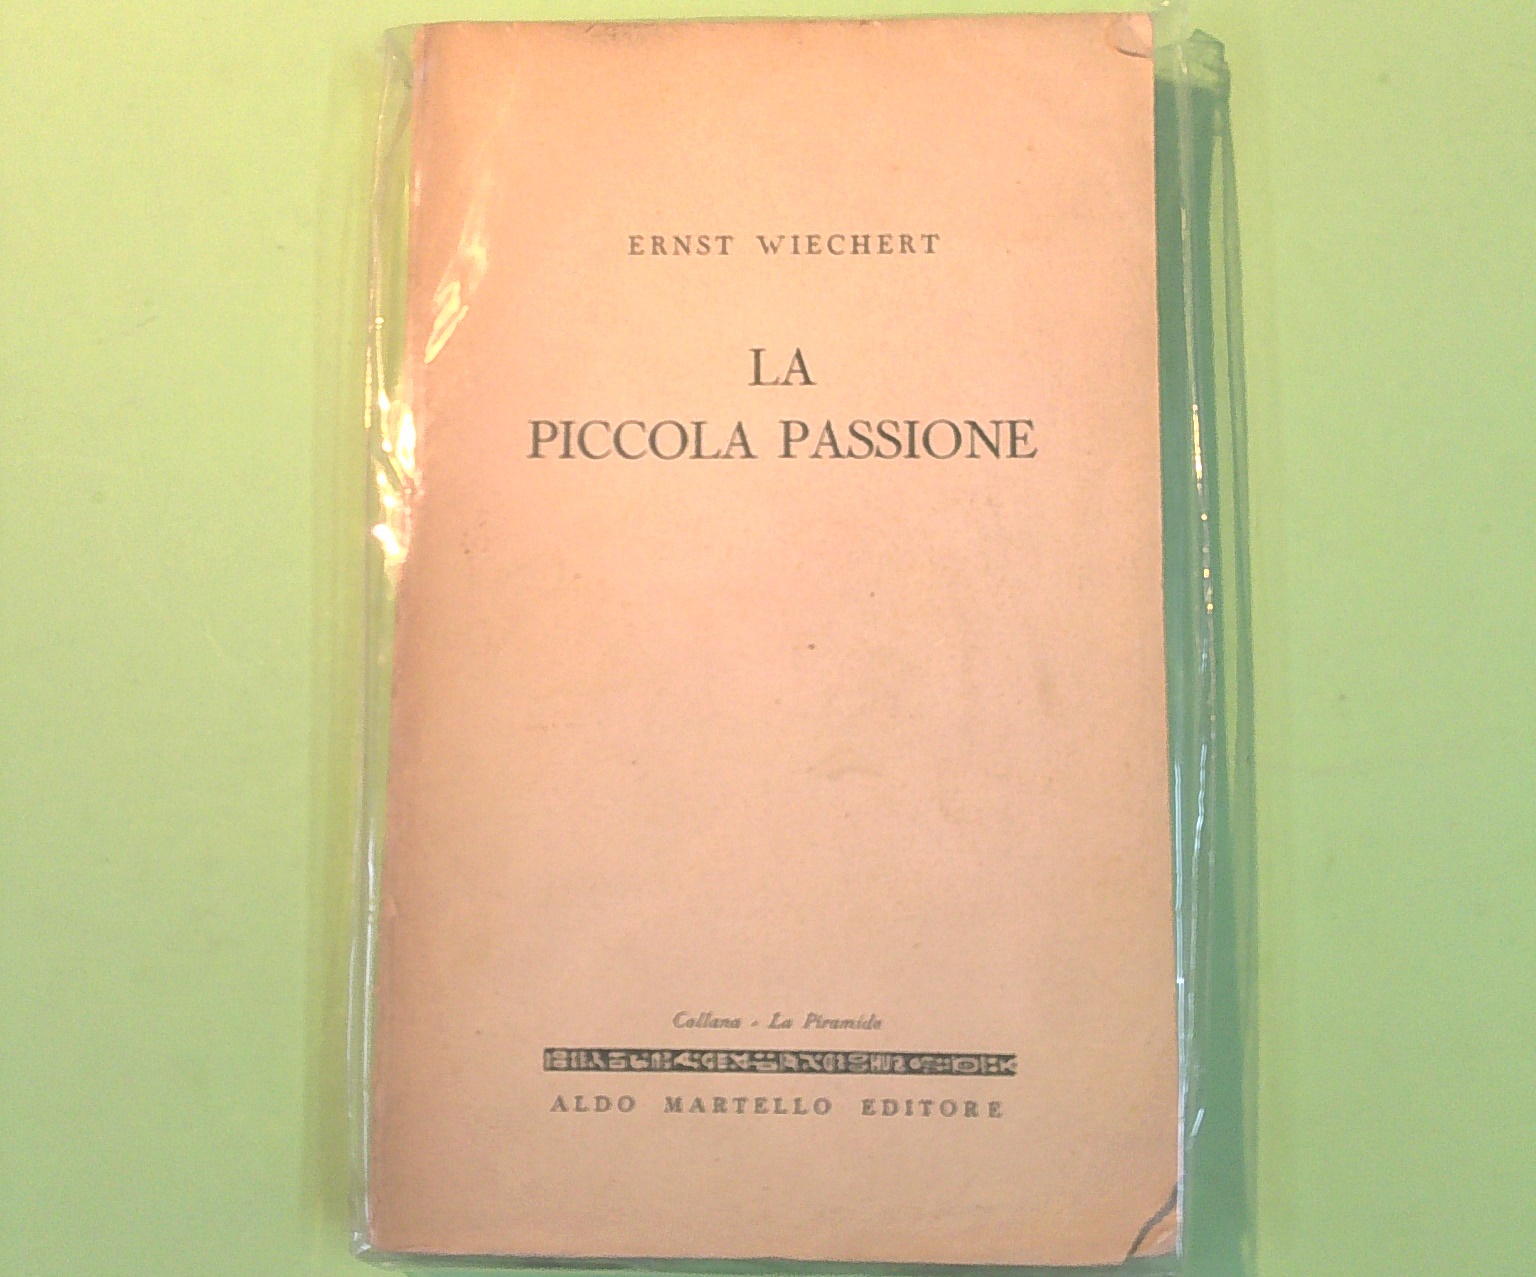 ERNST WIECHERT
LA
PICCOLA PASSIONE
Collana - La Piramide
ALDO MARTELLO EDITORE